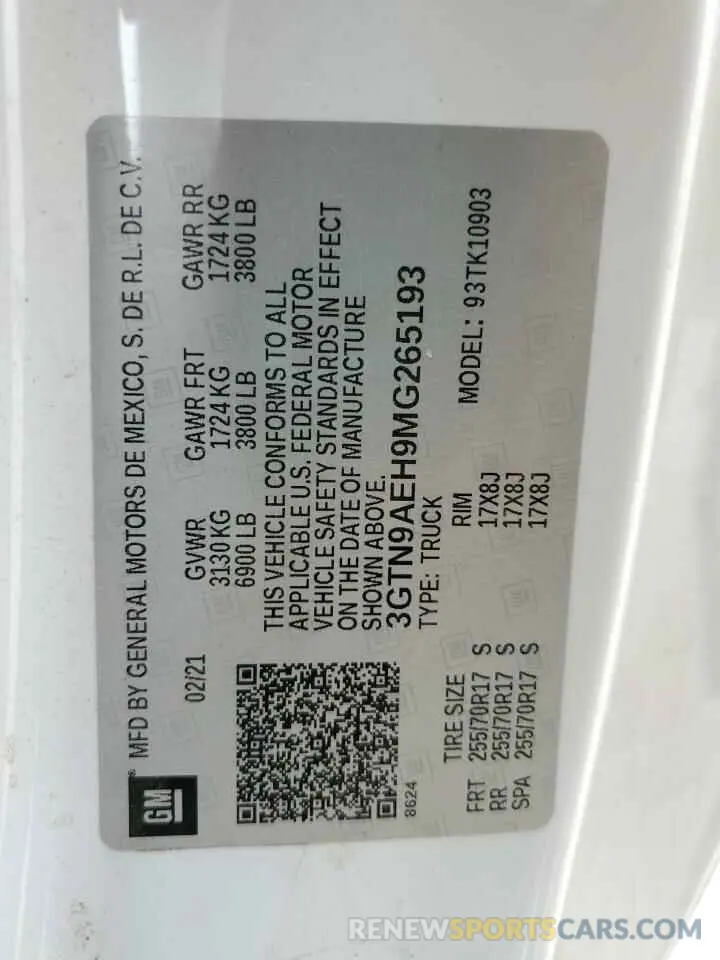 GM® MFD BY GENERAL MOTORS DE MEXICO, S. DE R.L. DE C.V.
02/21 GVWR GAWR FRT GAWR RR
3130 KG 1724 KG 1724 KG
6900 LB 3800 LB 3800 LB
THIS VEHICLE CONFORMS TO ALL
APPLICABLE U.S. FEDERAL MOTOR
VEHICLE SAFETY STANDARDS IN EFFECT
ON THE DATE OF MANUFACTURE
SHOWN ABOVE.
3GTN9AEH9MG265193
8624
TYPE: TRUCK
MODEL: 93TK10903
TIRE SIZE RIM
FRT 255/70R17 S 17X8J
RR 255/70R17 S 17X8J
SPA 255/70R17 S 17X8J
RENEWSPORTSCARS.COM